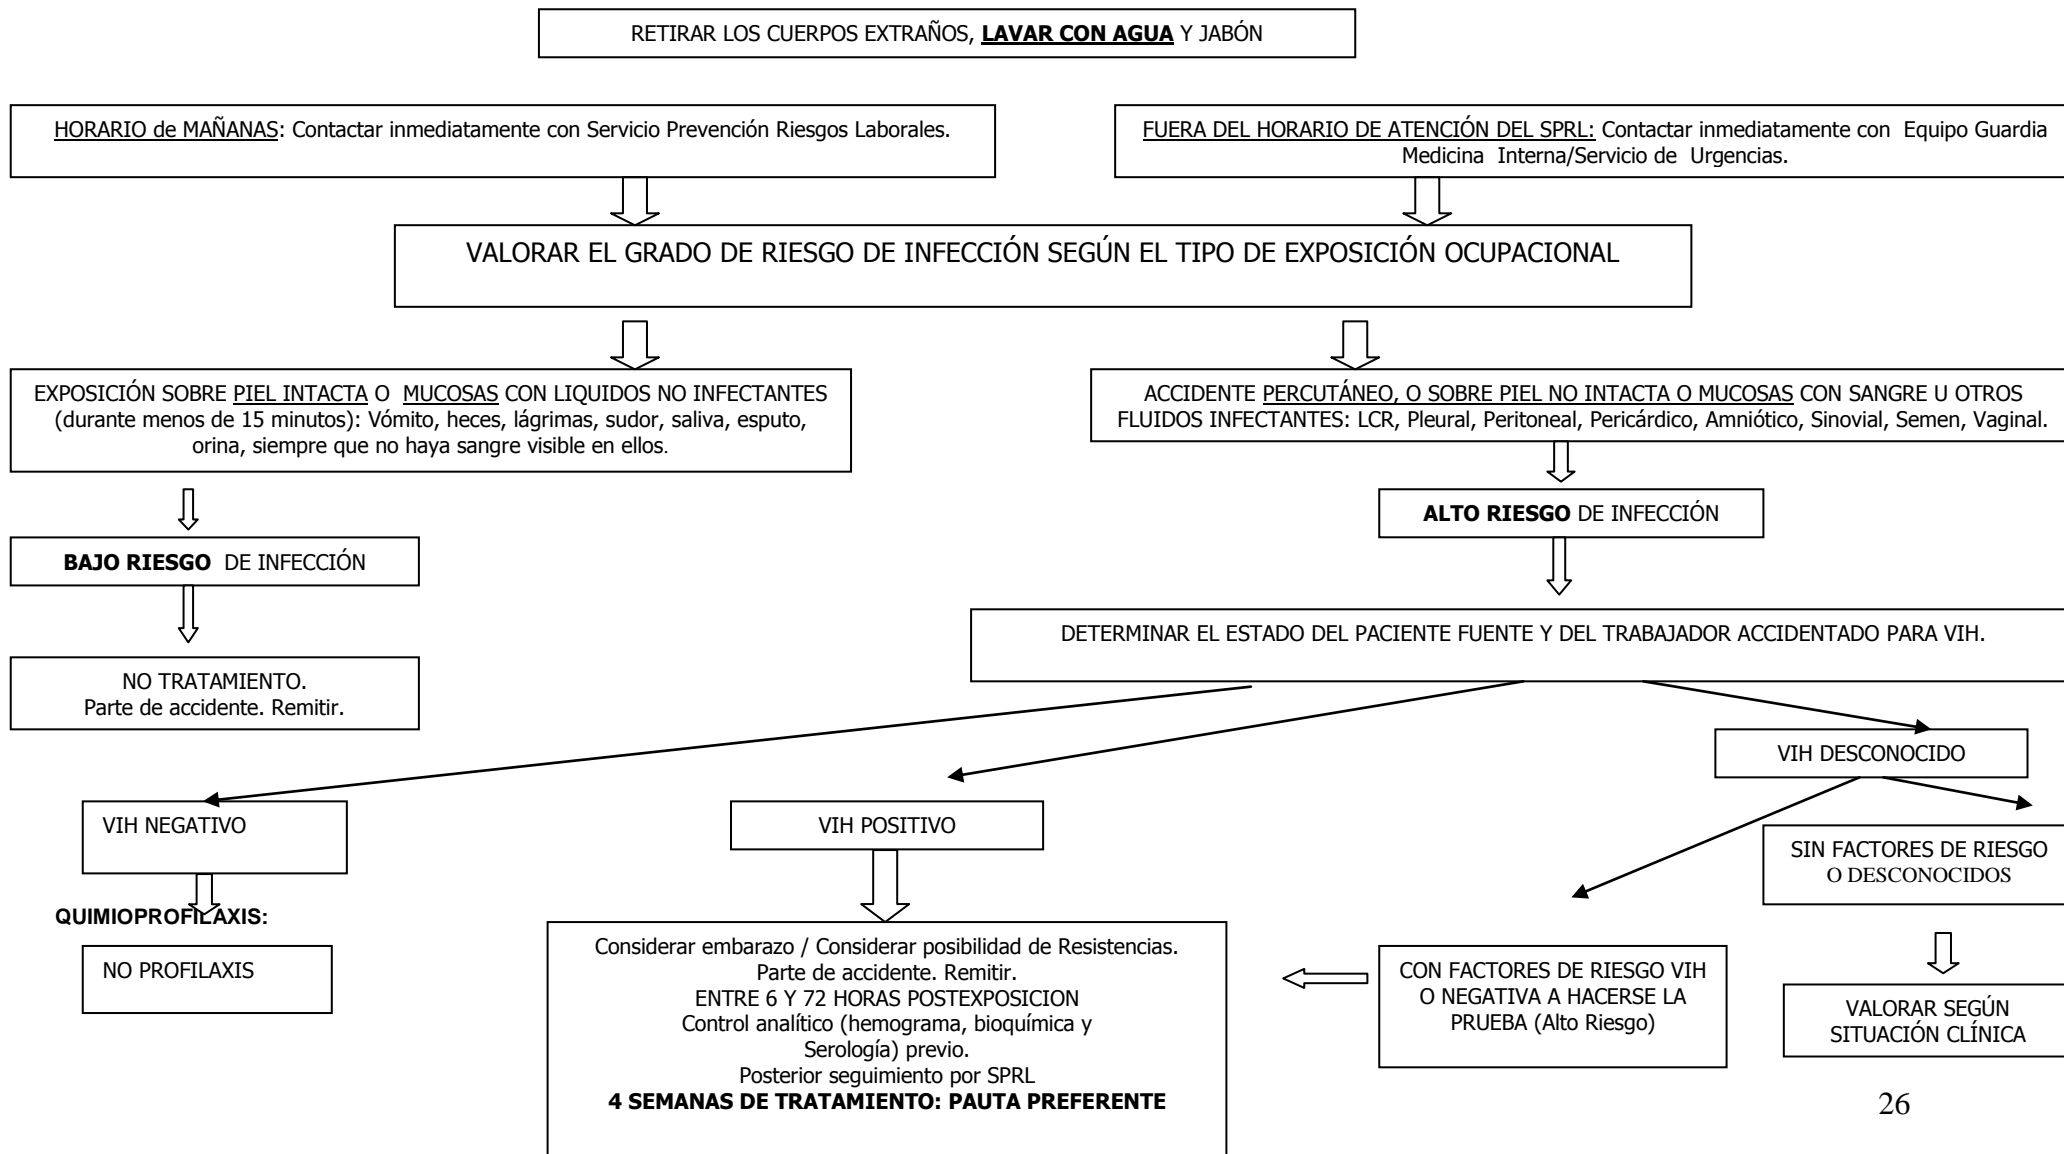 RETIRAR LOS CUERPOS EXTRAÑOS, LAVAR CON AGUA Y JABÓN
HORARIO de MAÑANAS: Contactar inmediatamente con Servicio Prevención Riesgos Laborales.
FUERA DEL HORARIO DE ATENCIÓN DEL SPRL: Contactar inmediatamente con Equipo Guardia
Medicina Interna/Servicio de Urgencias.
VALORAR EL GRADO DE RIESGO DE INFECCIÓN SEGÚN EL TIPO DE EXPOSICIÓN OCUPACIONAL
EXPOSICIÓN SOBRE PIEL INTACTA O MUCOSAS CON LIQUIDOS NO INFECTANTES
(durante menos de 15 minutos): Vómito, heces, lágrimas, sudor, saliva, esputo,
orina, siempre que no haya sangre visible en ellos.
ACCIDENTE PERCUTÁNEO, O SOBRE PIEL NO INTACTA O MUCOSAS CON SANGRE U OTROS
FLUIDOS INFECTANTES: LCR, Pleural, Peritoneal, Pericárdico, Amniótico, Sinovial, Semen, Vaginal.
ALTO RIESGO DE INFECCIÓN
BAJO RIESGO DE INFECCIÓN
DETERMINAR EL ESTADO DEL PACIENTE FUENTE Y DEL TRABAJADOR ACCIDENTADO PARA VIH.
NO TRATAMIENTO.
Parte de accidente. Remitir.
VIH DESCONOCIDO
VIH NEGATIVO
VIH POSITIVO
SIN FACTORES DE RIESGO
O DESCONOCIDOS
QUIMIOPROFILAXIS:
NO PROFILAXIS
Considerar embarazo / Considerar posibilidad de Resistencias.
Parte de accidente. Remitir.
ENTRE 6 Y 72 HORAS POSTEXPOSICION
Control analítico (hemograma, bioquímica y
Serología) previo.
Posterior seguimiento por SPRL
4 SEMANAS DE TRATAMIENTO: PAUTA PREFERENTE
CON FACTORES DE RIESGO VIH
O NEGATIVA A HACERSE LA
PRUEBA (Alto Riesgo)
VALORAR SEGÚN
SITUACIÓN CLÍNICA
26